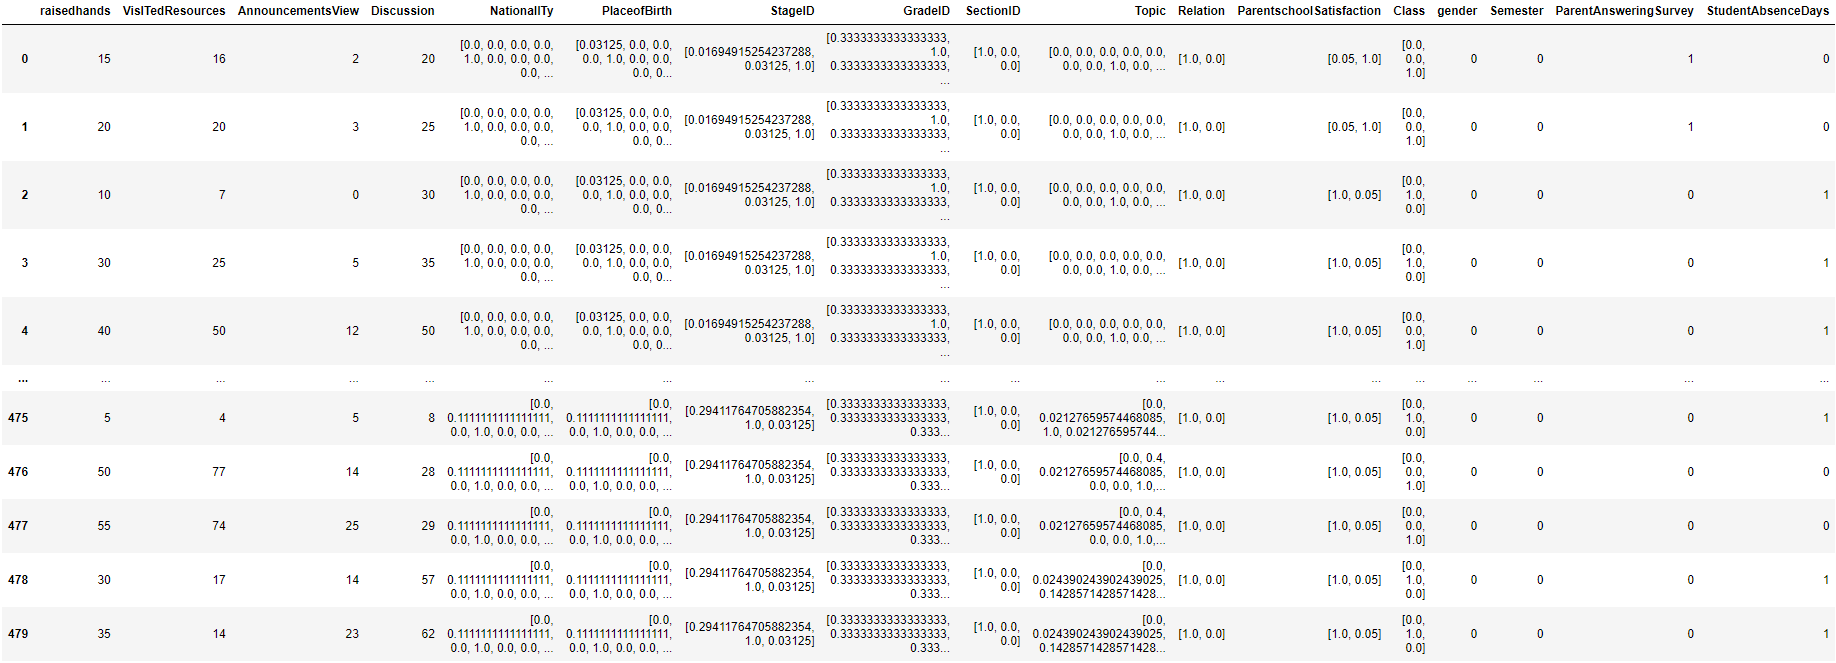 raisedhands VisITedResources AnnouncementsView Discussion NationalITy PlaceofBirth StageID GradeID SectionID Topic Relation ParentschoolSatisfaction Class gender Semester ParentAnsweringSurvey StudentAbsenceDays
0 15 16 2 20 [0.0, 0.0, 0.0, 0.0, 1.0, 0.0, 0.0, 0.0, 0.0, ... [0.03125, 0.0, 0.0, 0.0, 1.0, 0.0, 0.0, 0.0, 0... [0.01694915254237288, 0.03125, 1.0] [0.3333333333333333, 1.0, 0.3333333333333333, ... [1.0, 0.0, 0.0] [0.0, 0.0, 0.0, 0.0, 0.0, 0.0, 0.0, 1.0, 0.0, ... [1.0, 0.0] [0.05, 1.0] [0.0, 0.0, 1.0] 0 0 1 0
1 20 20 3 25 [0.0, 0.0, 0.0, 0.0, 1.0, 0.0, 0.0, 0.0, 0.0, ... [0.03125, 0.0, 0.0, 0.0, 1.0, 0.0, 0.0, 0.0, 0... [0.01694915254237288, 0.03125, 1.0] [0.3333333333333333, 1.0, 0.3333333333333333, ... [1.0, 0.0, 0.0] [0.0, 0.0, 0.0, 0.0, 0.0, 0.0, 0.0, 1.0, 0.0, ... [1.0, 0.0] [0.05, 1.0] [0.0, 0.0, 1.0] 0 0 1 0
2 10 7 0 30 [0.0, 0.0, 0.0, 0.0, 1.0, 0.0, 0.0, 0.0, 0.0, ... [0.03125, 0.0, 0.0, 0.0, 1.0, 0.0, 0.0, 0.0, 0... [0.01694915254237288, 0.03125, 1.0] [0.3333333333333333, 1.0, 0.3333333333333333, ... [1.0, 0.0, 0.0] [0.0, 0.0, 0.0, 0.0, 0.0, 0.0, 0.0, 1.0, 0.0, ... [1.0, 0.0] [1.0, 0.05] [0.0, 1.0, 0.0] 0 0 0 1
3 30 25 5 35 [0.0, 0.0, 0.0, 0.0, 1.0, 0.0, 0.0, 0.0, 0.0, ... [0.03125, 0.0, 0.0, 0.0, 1.0, 0.0, 0.0, 0.0, 0... [0.01694915254237288, 0.03125, 1.0] [0.3333333333333333, 1.0, 0.3333333333333333, ... [1.0, 0.0, 0.0] [0.0, 0.0, 0.0, 0.0, 0.0, 0.0, 0.0, 1.0, 0.0, ... [1.0, 0.0] [1.0, 0.05] [0.0, 1.0, 0.0] 0 0 0 1
4 40 50 12 50 [0.0, 0.0, 0.0, 0.0, 1.0, 0.0, 0.0, 0.0, 0.0, ... [0.03125, 0.0, 0.0, 0.0, 1.0, 0.0, 0.0, 0.0, 0... [0.01694915254237288, 0.03125, 1.0] [0.3333333333333333, 1.0, 0.3333333333333333, ... [1.0, 0.0, 0.0] [0.0, 0.0, 0.0, 0.0, 0.0, 0.0, 0.0, 1.0, 0.0, ... [1.0, 0.0] [1.0, 0.05] [0.0, 0.0, 1.0] 0 0 0 1
... ... ... ... ... ... ... ... ... ... ... ... ... ... ... ... ... ...
475 5 4 5 8 [0.0, 0.1111111111111111, 0.0, 1.0, 0.0, 0.0, ... [0.0, 0.1111111111111111, 0.0, 1.0, 0.0, 0.0, ... [0.29411764705882354, 1.0, 0.03125] [0.3333333333333333, 0.3333333333333333, 0.333... [1.0, 0.0, 0.0] [0.0, 0.02127659574468085, 1.0, 0.021276595744... [1.0, 0.0] [1.0, 0.05] [0.0, 1.0, 0.0] 0 0 0 1
476 50 77 14 28 [0.0, 0.1111111111111111, 0.0, 1.0, 0.0, 0.0, ... [0.0, 0.1111111111111111, 0.0, 1.0, 0.0, 0.0, ... [0.29411764705882354, 1.0, 0.03125] [0.3333333333333333, 0.3333333333333333, 0.333... [1.0, 0.0, 0.0] [0.0, 0.4, 0.02127659574468085, 0.0, 0.0, 1.0,... [1.0, 0.0] [1.0, 0.05] [0.0, 0.0, 1.0] 0 0 0 0
477 55 74 25 29 [0.0, 0.1111111111111111, 0.0, 1.0, 0.0, 0.0, ... [0.0, 0.1111111111111111, 0.0, 1.0, 0.0, 0.0, ... [0.29411764705882354, 1.0, 0.03125] [0.3333333333333333, 0.3333333333333333, 0.333... [1.0, 0.0, 0.0] [0.0, 0.4, 0.02127659574468085, 0.0, 0.0, 1.0,... [1.0, 0.0] [1.0, 0.05] [0.0, 0.0, 1.0] 0 0 0 0
478 30 17 14 57 [0.0, 0.1111111111111111, 0.0, 1.0, 0.0, 0.0, ... [0.0, 0.1111111111111111, 0.0, 1.0, 0.0, 0.0, ... [0.29411764705882354, 1.0, 0.03125] [0.3333333333333333, 0.3333333333333333, 0.333... [1.0, 0.0, 0.0] [0.0, 0.024390243902439025, 0.1428571428571428... [1.0, 0.0] [1.0, 0.05] [0.0, 1.0, 0.0] 0 0 0 1
479 35 14 23 62 [0.0, 0.1111111111111111, 0.0, 1.0, 0.0, 0.0, ... [0.0, 0.1111111111111111, 0.0, 1.0, 0.0, 0.0, ... [0.29411764705882354, 1.0, 0.03125] [0.3333333333333333, 0.3333333333333333, 0.333... [1.0, 0.0, 0.0] [0.0, 0.024390243902439025, 0.1428571428571428... [1.0, 0.0] [1.0, 0.05] [0.0, 1.0, 0.0] 0 0 0 1